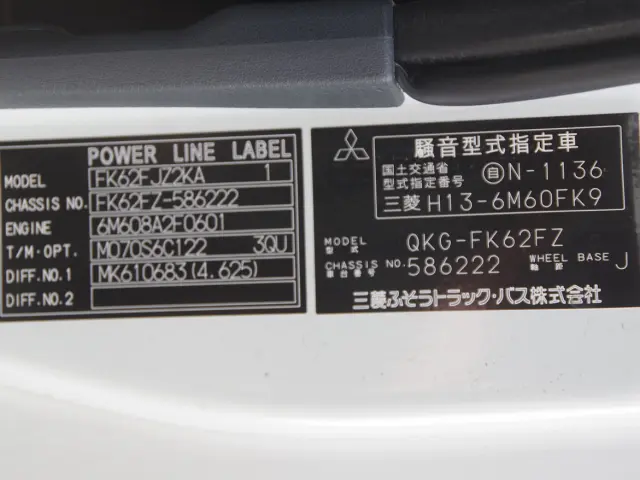 POWER LINE LABEL
MODEL FK62FJZ2KA 1
CHASSIS NO. FK62FZ-586222
ENGINE 6M608A2F0601
T/M·OPT. M070S6C122 3QU
DIFF.NO.1 MK610683(4.625)
DIFF.NO.2
騒音型式指定車
国土交通省
型式指定番号 自 N-1136
三菱 H13-6M60FK9
MODEL QKG-FK62FZ
型式
CHASSIS NO. 586222 WHEEL BASE J
車台番号 軸距
三菱ふそうトラック・バス株式会社